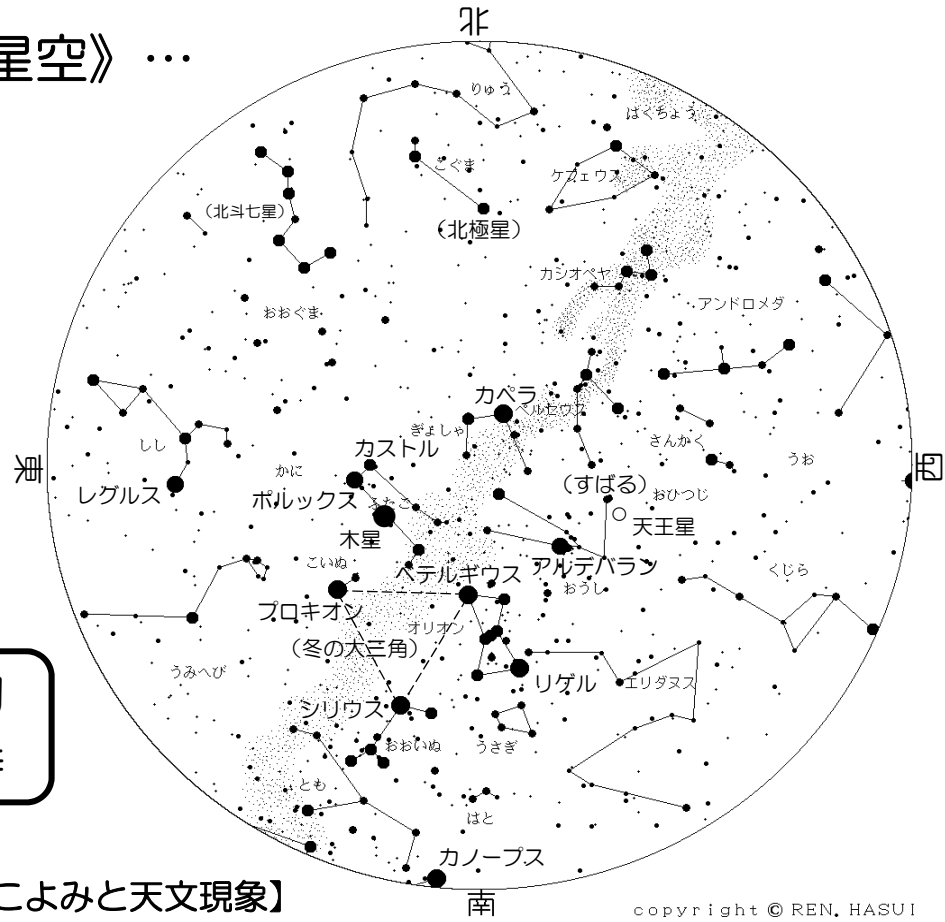 北
星空》…
りゅう
はくちょう
こぐま
ケフェウス
(北斗七星)
(北極星)
カシオペヤ
アンドロメダ
おおぐま
カペラ
ペルセウス
ぎょしゃ
さんかく
しし
カストル
うお
東
西
かに
レグルス
ポルックス
ふたご
(すばる)
おひつじ
天王星
木星
こいぬ
ベテルギウス
アルデバラン
おうし
くじら
プロキオン
オリオン
(冬の大三角)
うみへび
リゲル
エリダヌス
シリウス
おおいぬ
うさぎ
とも
はと
カノープス
こよみと天文現象】
南
copyright © REN. HASUI